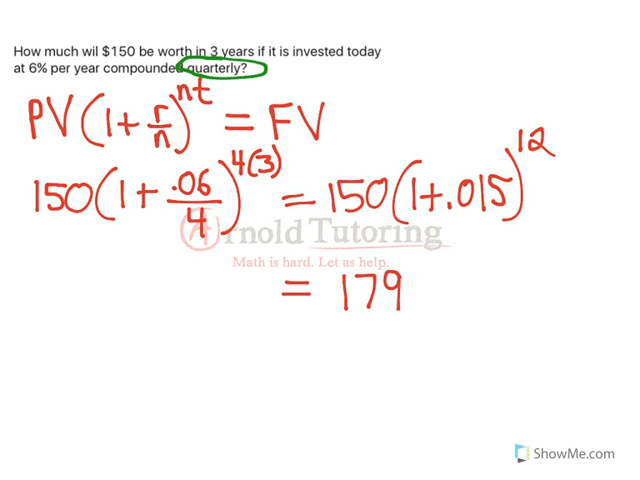 How much wil $150 be worth in 3 years if it is invested today
at 6% per year compounded quarterly?
PV(1+r/n)^nt = FV
150(1+.06/4)^4(3) = 150(1+.015)^12
Arnold Tutoring
Math is hard. Let us help.
= 179
ShowMe.com